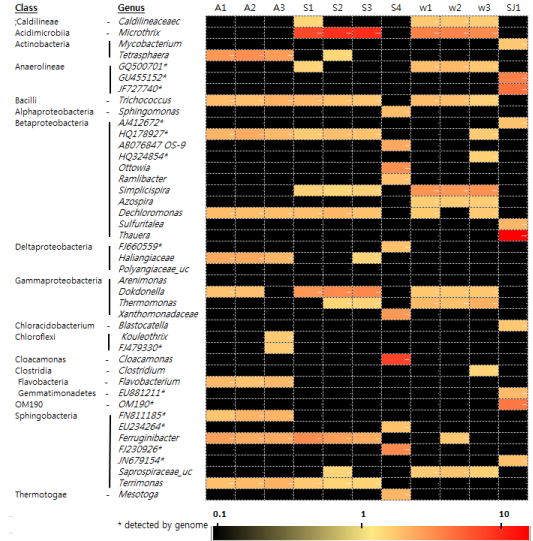 Class Genus A1 A2 A3 S1 S2 S3 S4 w1 w2 w3 SJ1
;Caldilineae - Caldilineaceaec
Acidimicrobiia - Microthrix
Actinobacteria Mycobacterium
Tetrasphaera
Anaerolineae GQ500701*
GU455152*
JF727740*
Bacilli - Trichococcus
Alphaproteobacteria - Sphingomonas
Betaproteobacteria AJ412672*
HQ178927*
AB076847 OS-9
HQ324854*
Ottowia
Ramlibacter
Simplicispira
Azospira
Dechloromonas
Sulfuritalea
Thauera
Deltaproteobacteria FJ660559*
Haliangiaceae
Polyangiaceae_uc
Gammaproteobacteria Arenimonas
Dokdonella
Thermomonas
Xanthomonadaceae
Chloracidobacterium - Blastocatella
Chloroflexi Kouleothrix
FJ479330*
Cloacamonas - Cloacamonas
Clostridia - Clostridium
Flavobacteria - Flavobacterium
Gemmatimonadetes - EU881211*
OM190 - OM190*
Sphingobacteria FN811185*
EU234264*
Ferruginibacter
FJ230926*
JN679154*
Saprospiraceae_uc
Terrimonas
Thermotogae - Mesotoga
0.1 1 10
* detected by genome